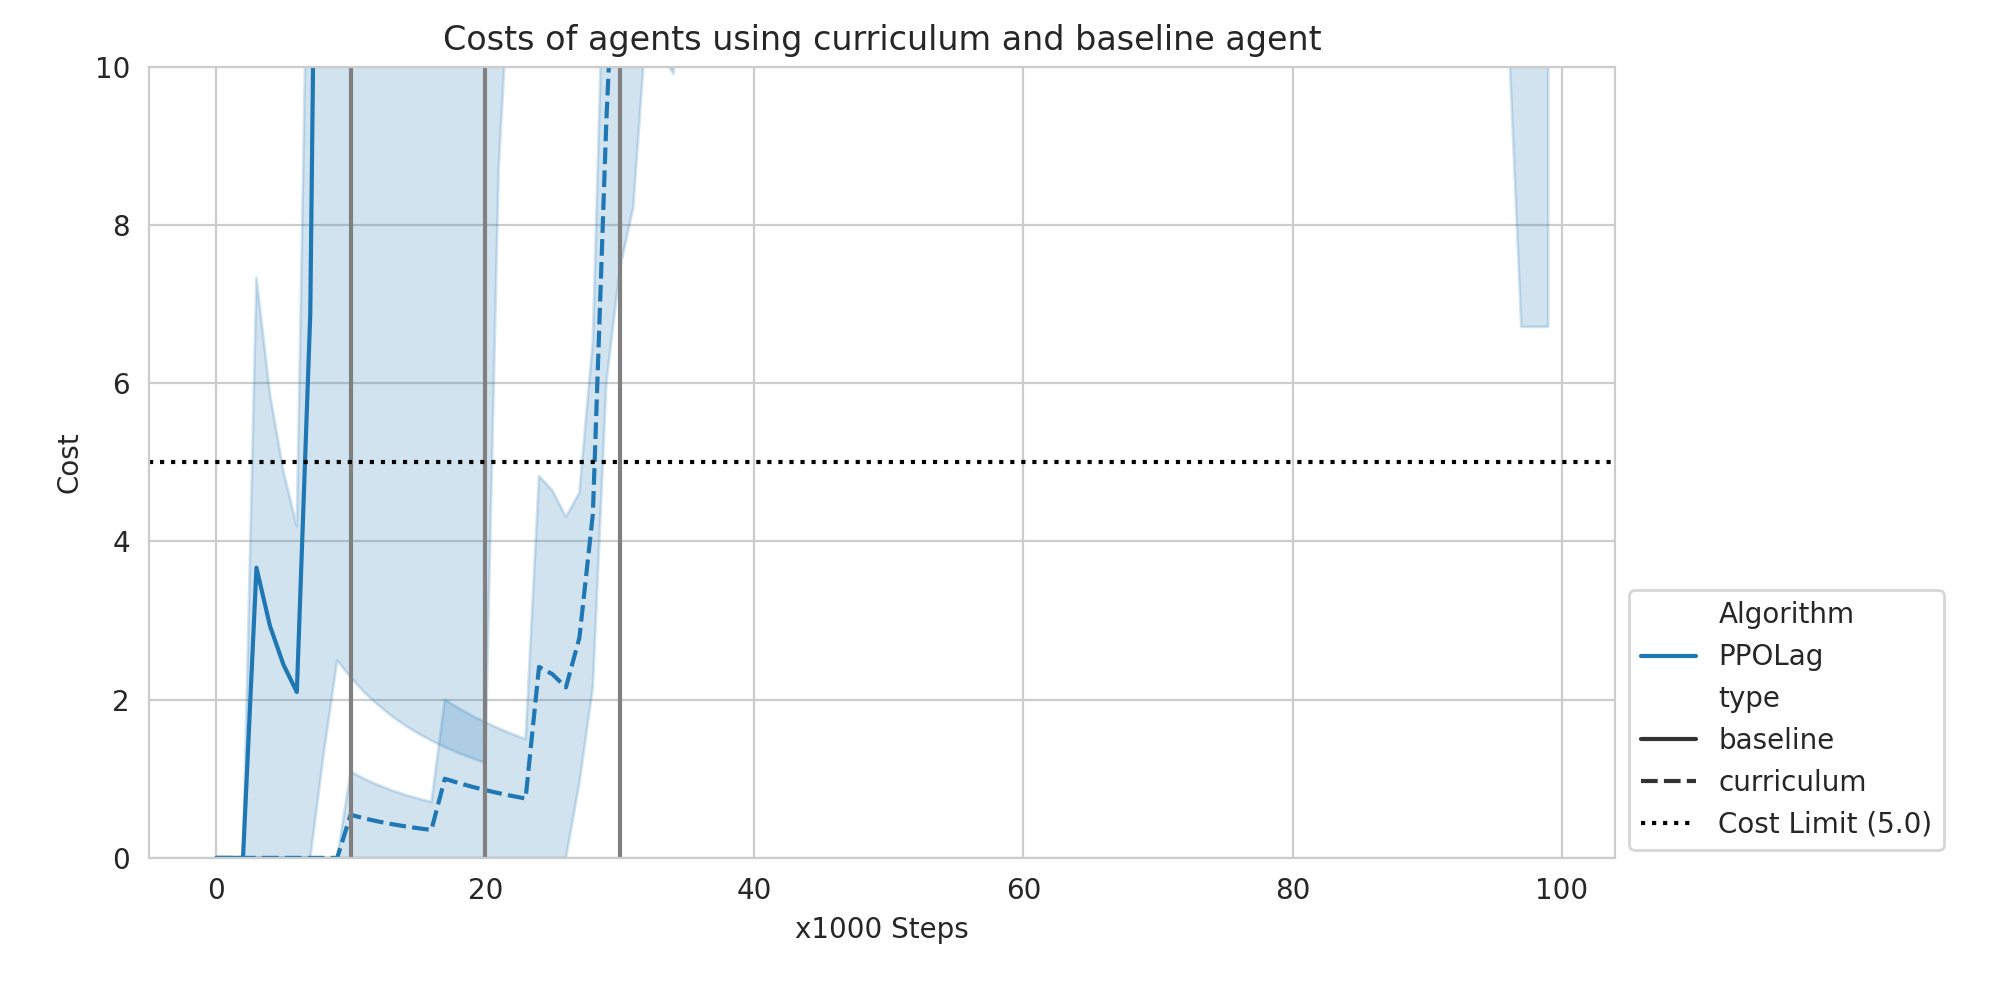 Costs of agents using curriculum and baseline agent
10
8
6
4
2
0
Cost
0 20 40 60 80 100
x1000 Steps
Algorithm
PPOLag
type
baseline
curriculum
Cost Limit (5.0)